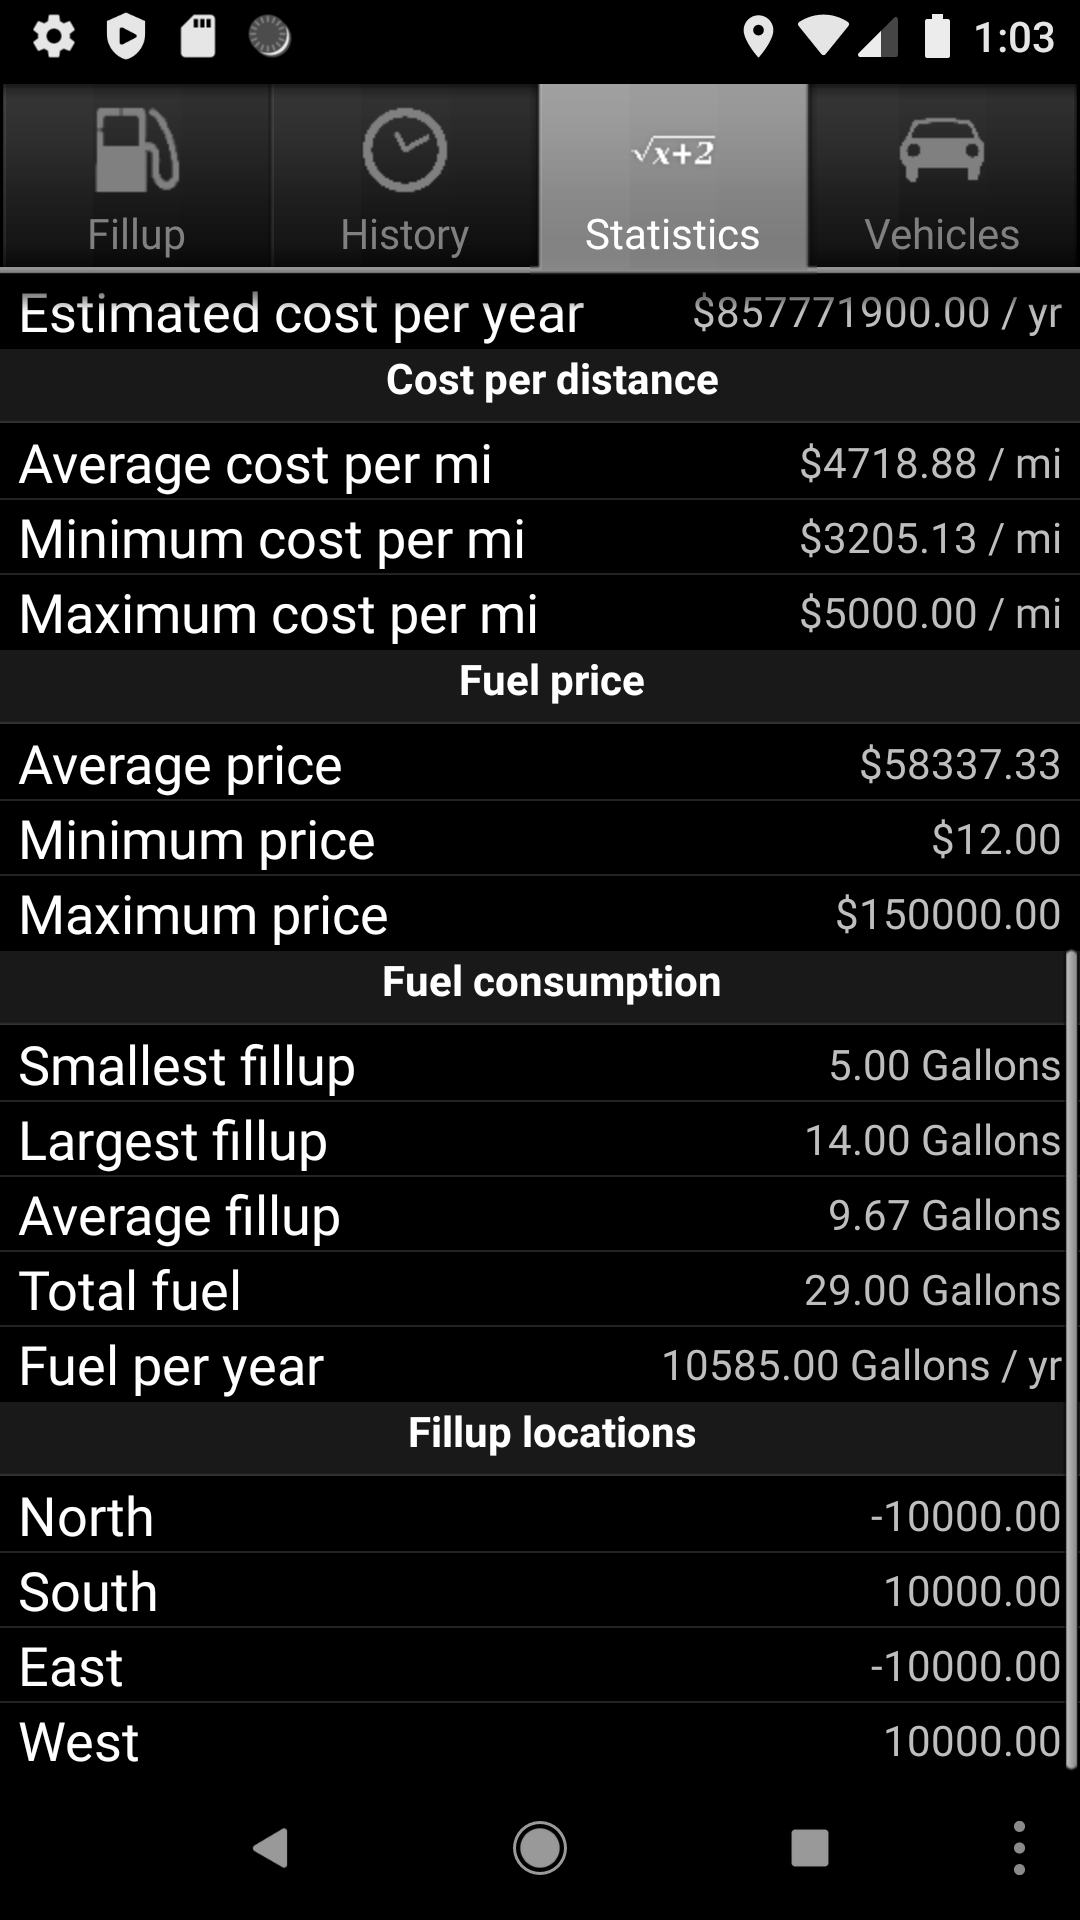 1:03
Fillup
History
√x+2
Statistics
Vehicles
Estimated cost per year $857771900.00 / yr
Cost per distance
Average cost per mi $4718.88 / mi
Minimum cost per mi $3205.13 / mi
Maximum cost per mi $5000.00 / mi
Fuel price
Average price $58337.33
Minimum price $12.00
Maximum price $150000.00
Fuel consumption
Smallest fillup 5.00 Gallons
Largest fillup 14.00 Gallons
Average fillup 9.67 Gallons
Total fuel 29.00 Gallons
Fuel per year 10585.00 Gallons / yr
Fillup locations
North -10000.00
South 10000.00
East -10000.00
West 10000.00